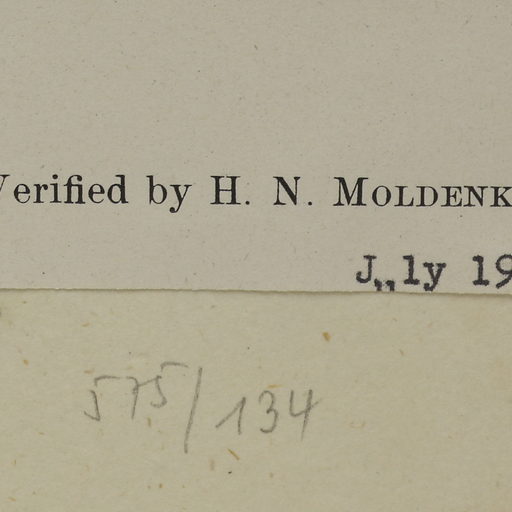 Verified by H. N. MOLDENK
J„ly 19
575/134